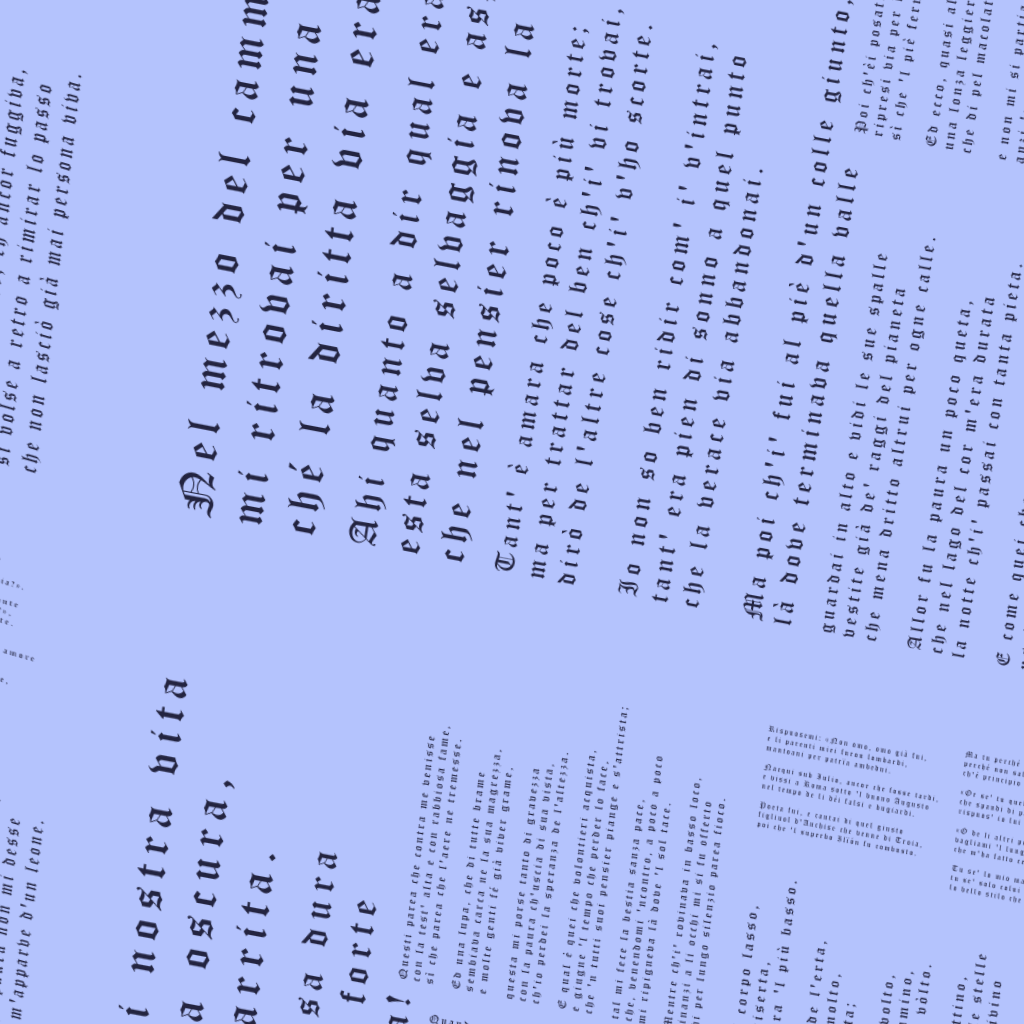 si volse a retro a rimirar lo passo
che non lasciò già mai persona viva.
Nel mezzo del camm
mi ritrovai per una
ché la diritta via era
Ahi quanto a dir qual era
esta selva selvaggia e as
che nel pensier rinova la
Tant' è amara che poco è più morte;
ma per trattar del ben ch'i' vi trovai,
dirò de l'altre cose ch'i' v'ho scorte.
Io non so ben ridir com' i' v'intrai,
tant' era pien di sonno a quel punto
che la verace via abbandonai.
Ma poi ch'i' fui al piè d'un colle giunto,
là dove terminava quella valle
guardai in alto e vidi le sue spalle
vestite già de' raggi del pianeta
che mena dritto altrui per ogne calle.
Allor fu la paura un poco queta,
che nel lago del cor m'era durata
la notte ch'i' passai con tanta pieta.
E come quei ch
Poi ch'èi posat
ripresi via per l
sì che 'l piè fer
Ed ecco, quasi al
una lonza leggier
che di pel macolat
e non mi si parti
i nostra vita
a oscura,
arrita.
sa dura
forte
a!
non mi desse
m'apparve d'un leone.
Questi parea che contra me venisse
con la test' alta e con rabbiosa fame,
sì che parea che l'aere ne tremesse.
Ed una lupa, che di tutte brame
sembiava carca ne la sua magrezza,
e molte genti fé già viver grame,
questa mi porse tanto di gravezza
con la paura ch'uscia di sua vista,
ch'io perdei la speranza de l'altezza.
E qual è quei che volontieri acquista,
e giugne 'l tempo che perder lo face,
che 'n tutti suoi pensier piange e s'attrista;
tal mi fece la bestia sanza pace,
che, venendomi 'ncontro, a poco a poco
mi ripigneva là dove 'l sol tace.
Mentre ch'i' rovinava in basso loco,
inanzi a li occhi mi si fu offerto
hi per lungo silenzio parea fioco.
Rispuosemi: «Non omo, omo già fui,
e li parenti miei furon lombardi,
mantoani per patria ambedui.
Nacqui sub Iulio, ancor che fosse tardi,
e vissi a Roma sotto 'l buono Augusto
nel tempo de li dèi falsi e bugiardi.
Poeta fui, e cantai di quel giusto
figliuol d'Anchise che venne di Troia,
poi che 'l superbo Ilión fu combusto.
Ma tu perché
perché non sal
ch'è principio
«Or se' tu quel
che spandi di p
rispuos' io lui
«O de li altri
vagliami 'l lung
che m'ha fatto ce
Tu se' lo mio ma
tu se' solo colui
lo bello stilo che
corpo lasso,
iserta,
ra 'l più basso.
de l'erta,
molto,
ta;
volto,
mino,
vòlto.
ttino,
e stelle
ivino